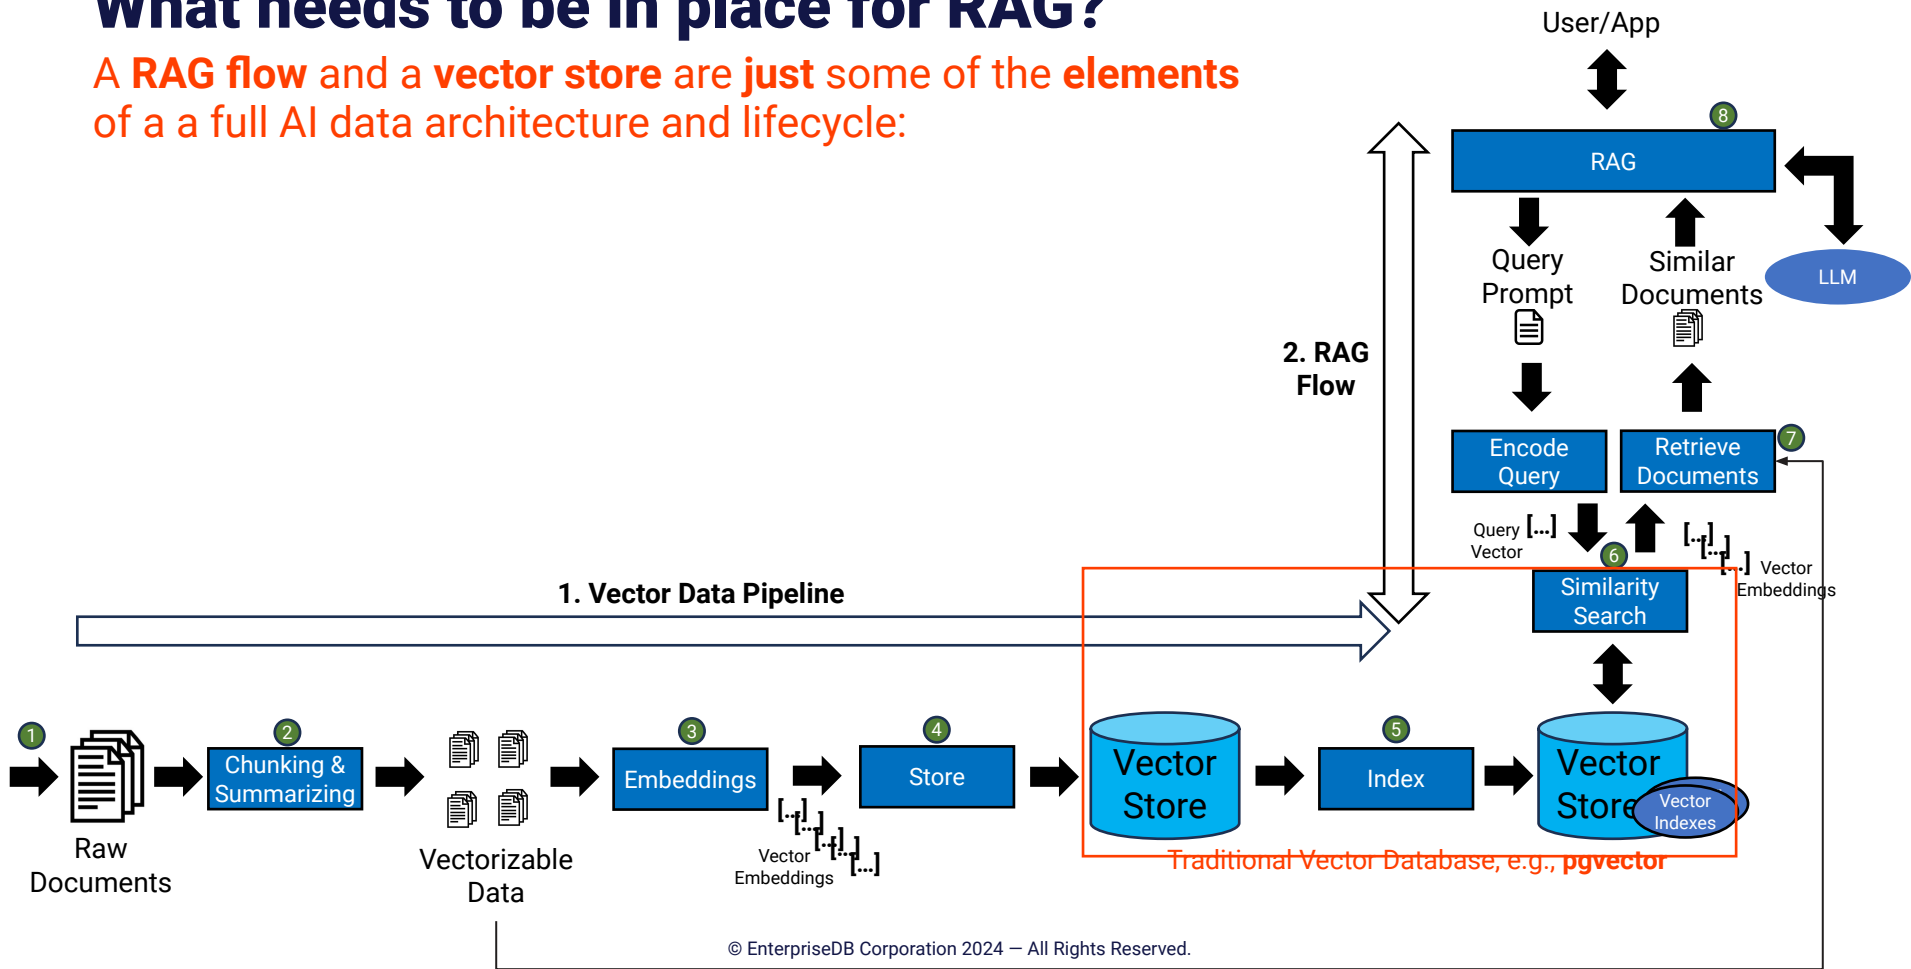 What needs to be in place for RAG?
A RAG flow and a vector store are just some of the elements
of a a full AI data architecture and lifecycle:
User/App
8
RAG
Query
Prompt
Similar
Documents
LLM
2. RAG
Flow
Encode
Query
Retrieve
Documents
7
Query
Vector
[...]
[...]
[...]
[...]
Vector
Embeddings
6
Similarity
Search
1. Vector Data Pipeline
1
Raw
Documents
2
Chunking &
Summarizing
Vectorizable
Data
3
Embeddings
[...]
[...]
[...]
[...]
[...]
Vector
Embeddings
4
Store
Vector
Store
5
Index
Vector
Store
Vector
Indexes
Traditional Vector Database, e.g., pgvector
© EnterpriseDB Corporation 2024 — All Rights Reserved.